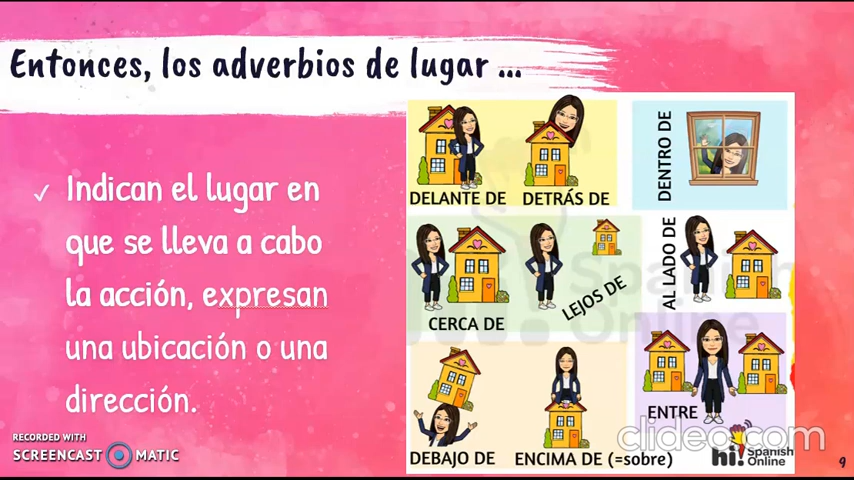 Entonces, los adverbios de lugar ...
✓ Indican el lugar en
que se lleva a cabo
la acción, expresan
una ubicación o una
dirección.
DELANTE DE
DETRÁS DE
DENTRO DE
CERCA DE
LEJOS DE
AL LADO DE
DEBAJO DE
ENCIMA DE (=sobre)
ENTRE
Spanish
Online
clideo.com
hi! Spanish
Online
RECORDED WITH
SCREENCAST MATIC
9